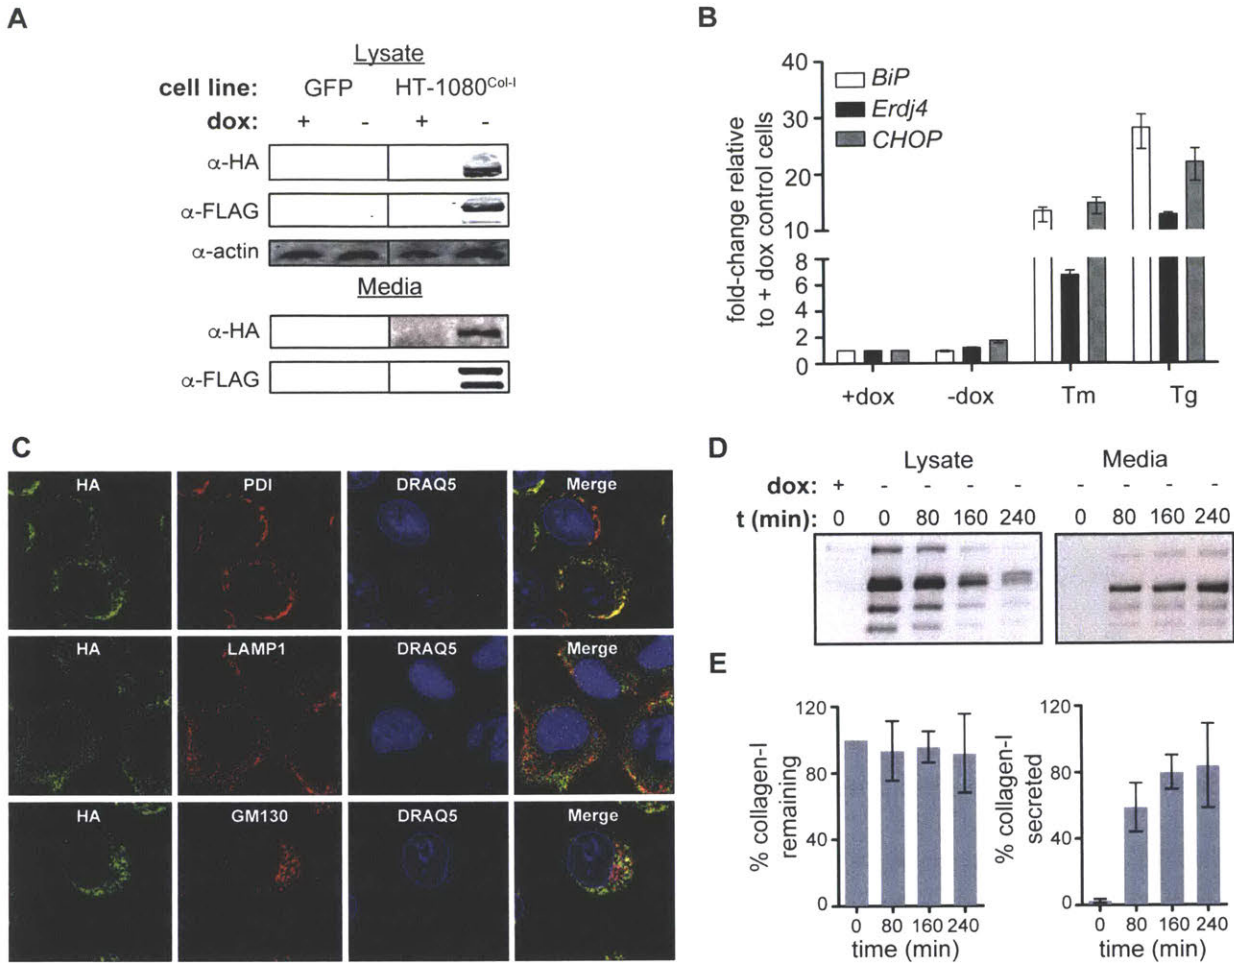 A
Lysate
cell line: GFP HT-1080Col-I
dox: + - + -
α-HA
α-FLAG
α-actin
Media
α-HA
α-FLAG
B
fold-change relative
to + dox control cells
40
30
20
10
8
6
4
2
0
BiP
Erdj4
CHOP
+dox -dox Tm Tg
C
HA PDI DRAQ5 Merge
HA LAMP1 DRAQ5 Merge
HA GM130 DRAQ5 Merge
D
Lysate Media
dox: + - - - - - - - -
t (min): 0 0 80 160 240 0 80 160 240
E
% collagen-I
remaining
120
80
40
0
0 80 160 240
time (min)
% collagen-I
secreted
120
80
40
0
0 80 160 240
time (min)